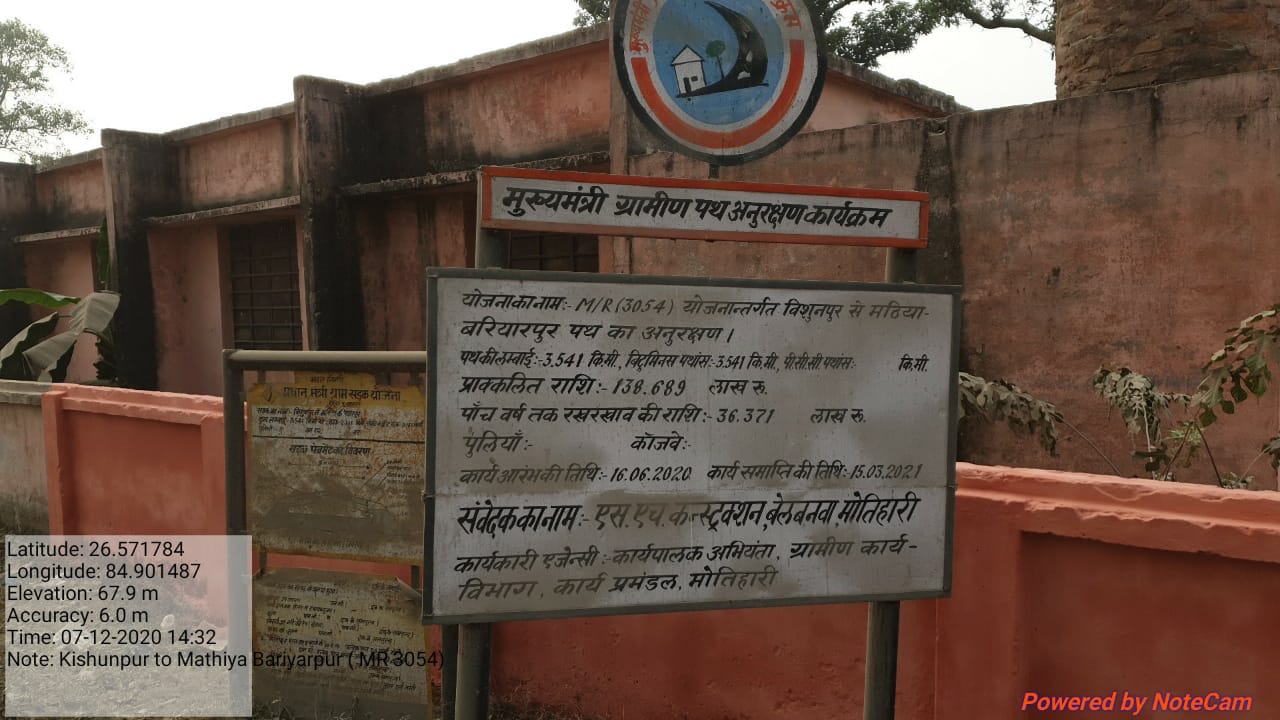 मुख्यमंत्री
मुख्यमंत्री ग्रामीण पथ अनुरक्षण कार्यक्रम
योजना का नाम:- M/R (3054) योजनान्तर्गत विशुनपुर से मठिया-
बरियारपुर पथ का अनुरक्षण।
पथ की लम्बाई:-3.541 कि.मी., बिटुमिनस पथांस:-3.541 कि.मी., पी.सी.सी पथांस:- कि.मी.
प्राक्कलित राशि:- 138.689 लाख रु.
पाँच वर्ष तक रखरखाव की राशि:- 36.371 लाख रु.
पुलियाँ:- कॊजवे:-
कार्य आरंभ की तिथि:- 16.06.2020 कार्य समाप्ति की तिथि:-15.03.2021
संवेदक का नाम:- एस.एच.कन्स्ट्रक्शन,बेलबनवा,मोतिहारी
कार्यकारी एजेन्सी:-कार्यपालक अभियंता, ग्रामीण कार्य-
विभाग, कार्य प्रमंडल, मोतिहारी
प्रधान मंत्री ग्राम सड़क योजना
Latitude: 26.571784
Longitude: 84.901487
Elevation: 67.9 m
Accuracy: 6.0 m
Time: 07-12-2020 14:32
Note: Kishunpur to Mathiya Bariyarpur ( MR 3054)
Powered by NoteCam